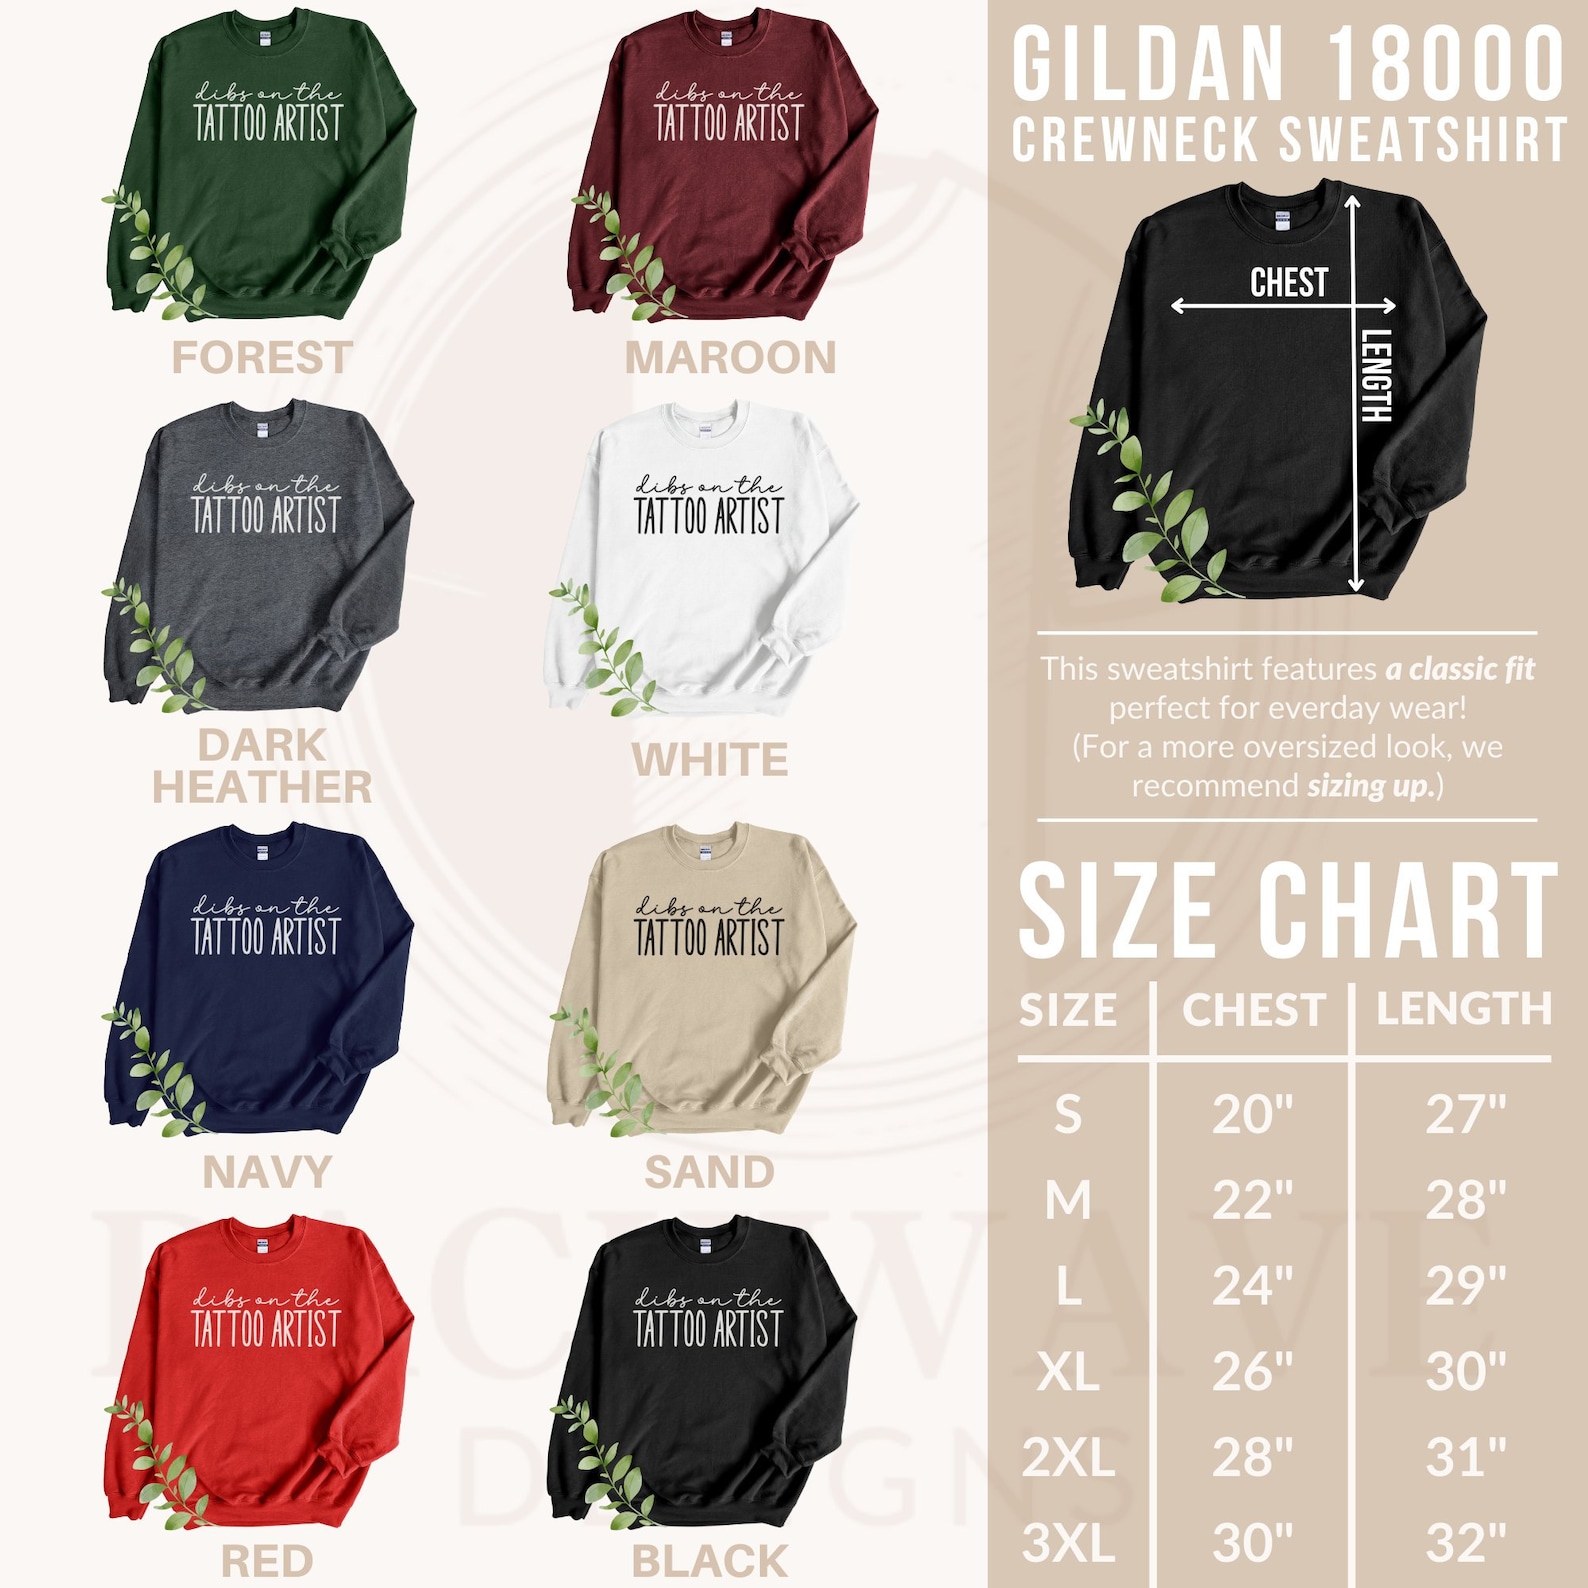 dibs on the
TATTOO ARTIST
FOREST
dibs on the
TATTOO ARTIST
MAROON
dibs on the
TATTOO ARTIST
DARK
HEATHER
dibs on the
TATTOO ARTIST
WHITE
dibs on the
TATTOO ARTIST
NAVY
dibs on the
TATTOO ARTIST
SAND
dibs on the
TATTOO ARTIST
RED
dibs on the
TATTOO ARTIST
BLACK
GILDAN 18000
CREWNECK SWEATSHIRT
CHEST
LENGTH
This sweatshirt features a classic fit
perfect for everday wear!
(For a more oversized look, we
recommend sizing up.)
SIZE CHART
SIZE CHEST LENGTH
S 20" 27"
M 22" 28"
L 24" 29"
XL 26" 30"
2XL 28" 31"
3XL 30" 32"